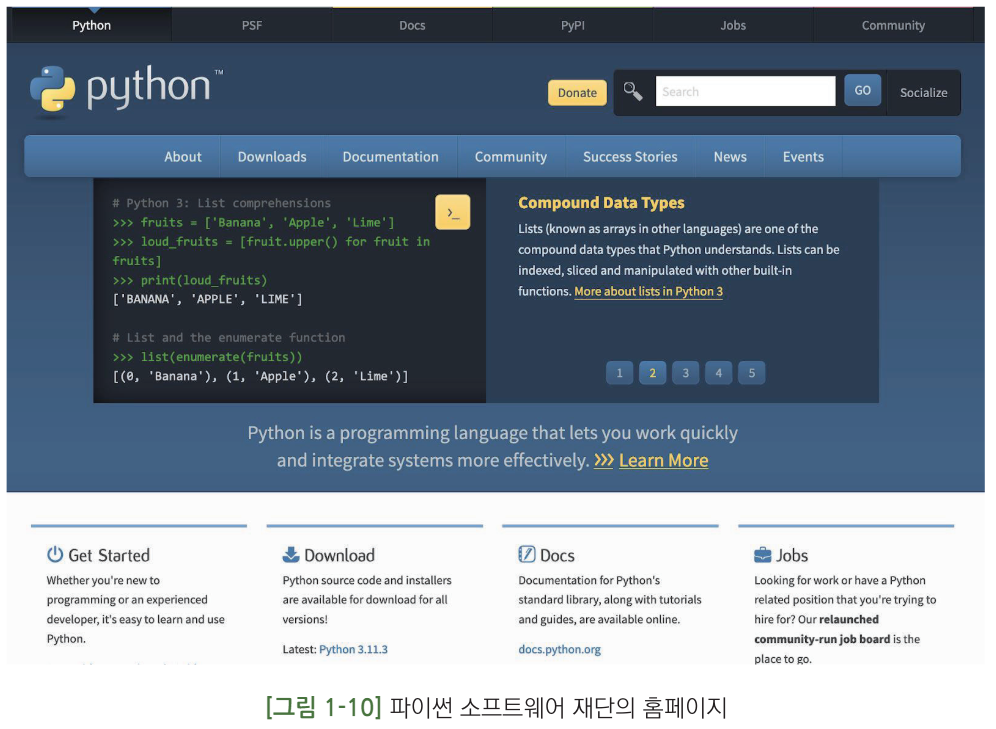 Python PSF Docs PyPI Jobs Community
python™
Donate Search GO Socialize
About Downloads Documentation Community Success Stories News Events
# Python 3: List comprehensions
>>> fruits = ['Banana', 'Apple', 'Lime']
>>> loud_fruits = [fruit.upper() for fruit in
fruits]
>>> print(loud_fruits)
['BANANA', 'APPLE', 'LIME']
# List and the enumerate function
>>> list(enumerate(fruits))
[(0, 'Banana'), (1, 'Apple'), (2, 'Lime')]
>_
Compound Data Types
Lists (known as arrays in other languages) are one of the
compound data types that Python understands. Lists can be
indexed, sliced and manipulated with other built-in
functions. More about lists in Python 3
1 2 3 4 5
Python is a programming language that lets you work quickly
and integrate systems more effectively. >>> Learn More
Get Started
Whether you're new to
programming or an experienced
developer, it's easy to learn and use
Python.
Download
Python source code and installers
are available for download for all
versions!
Latest: Python 3.11.3
Docs
Documentation for Python's
standard library, along with tutorials
and guides, are available online.
docs.python.org
Jobs
Looking for work or have a Python
related position that you're trying to
hire for? Our relaunched
community-run job board is the
place to go.
[그림 1-10] 파이썬 소프트웨어 재단의 홈페이지